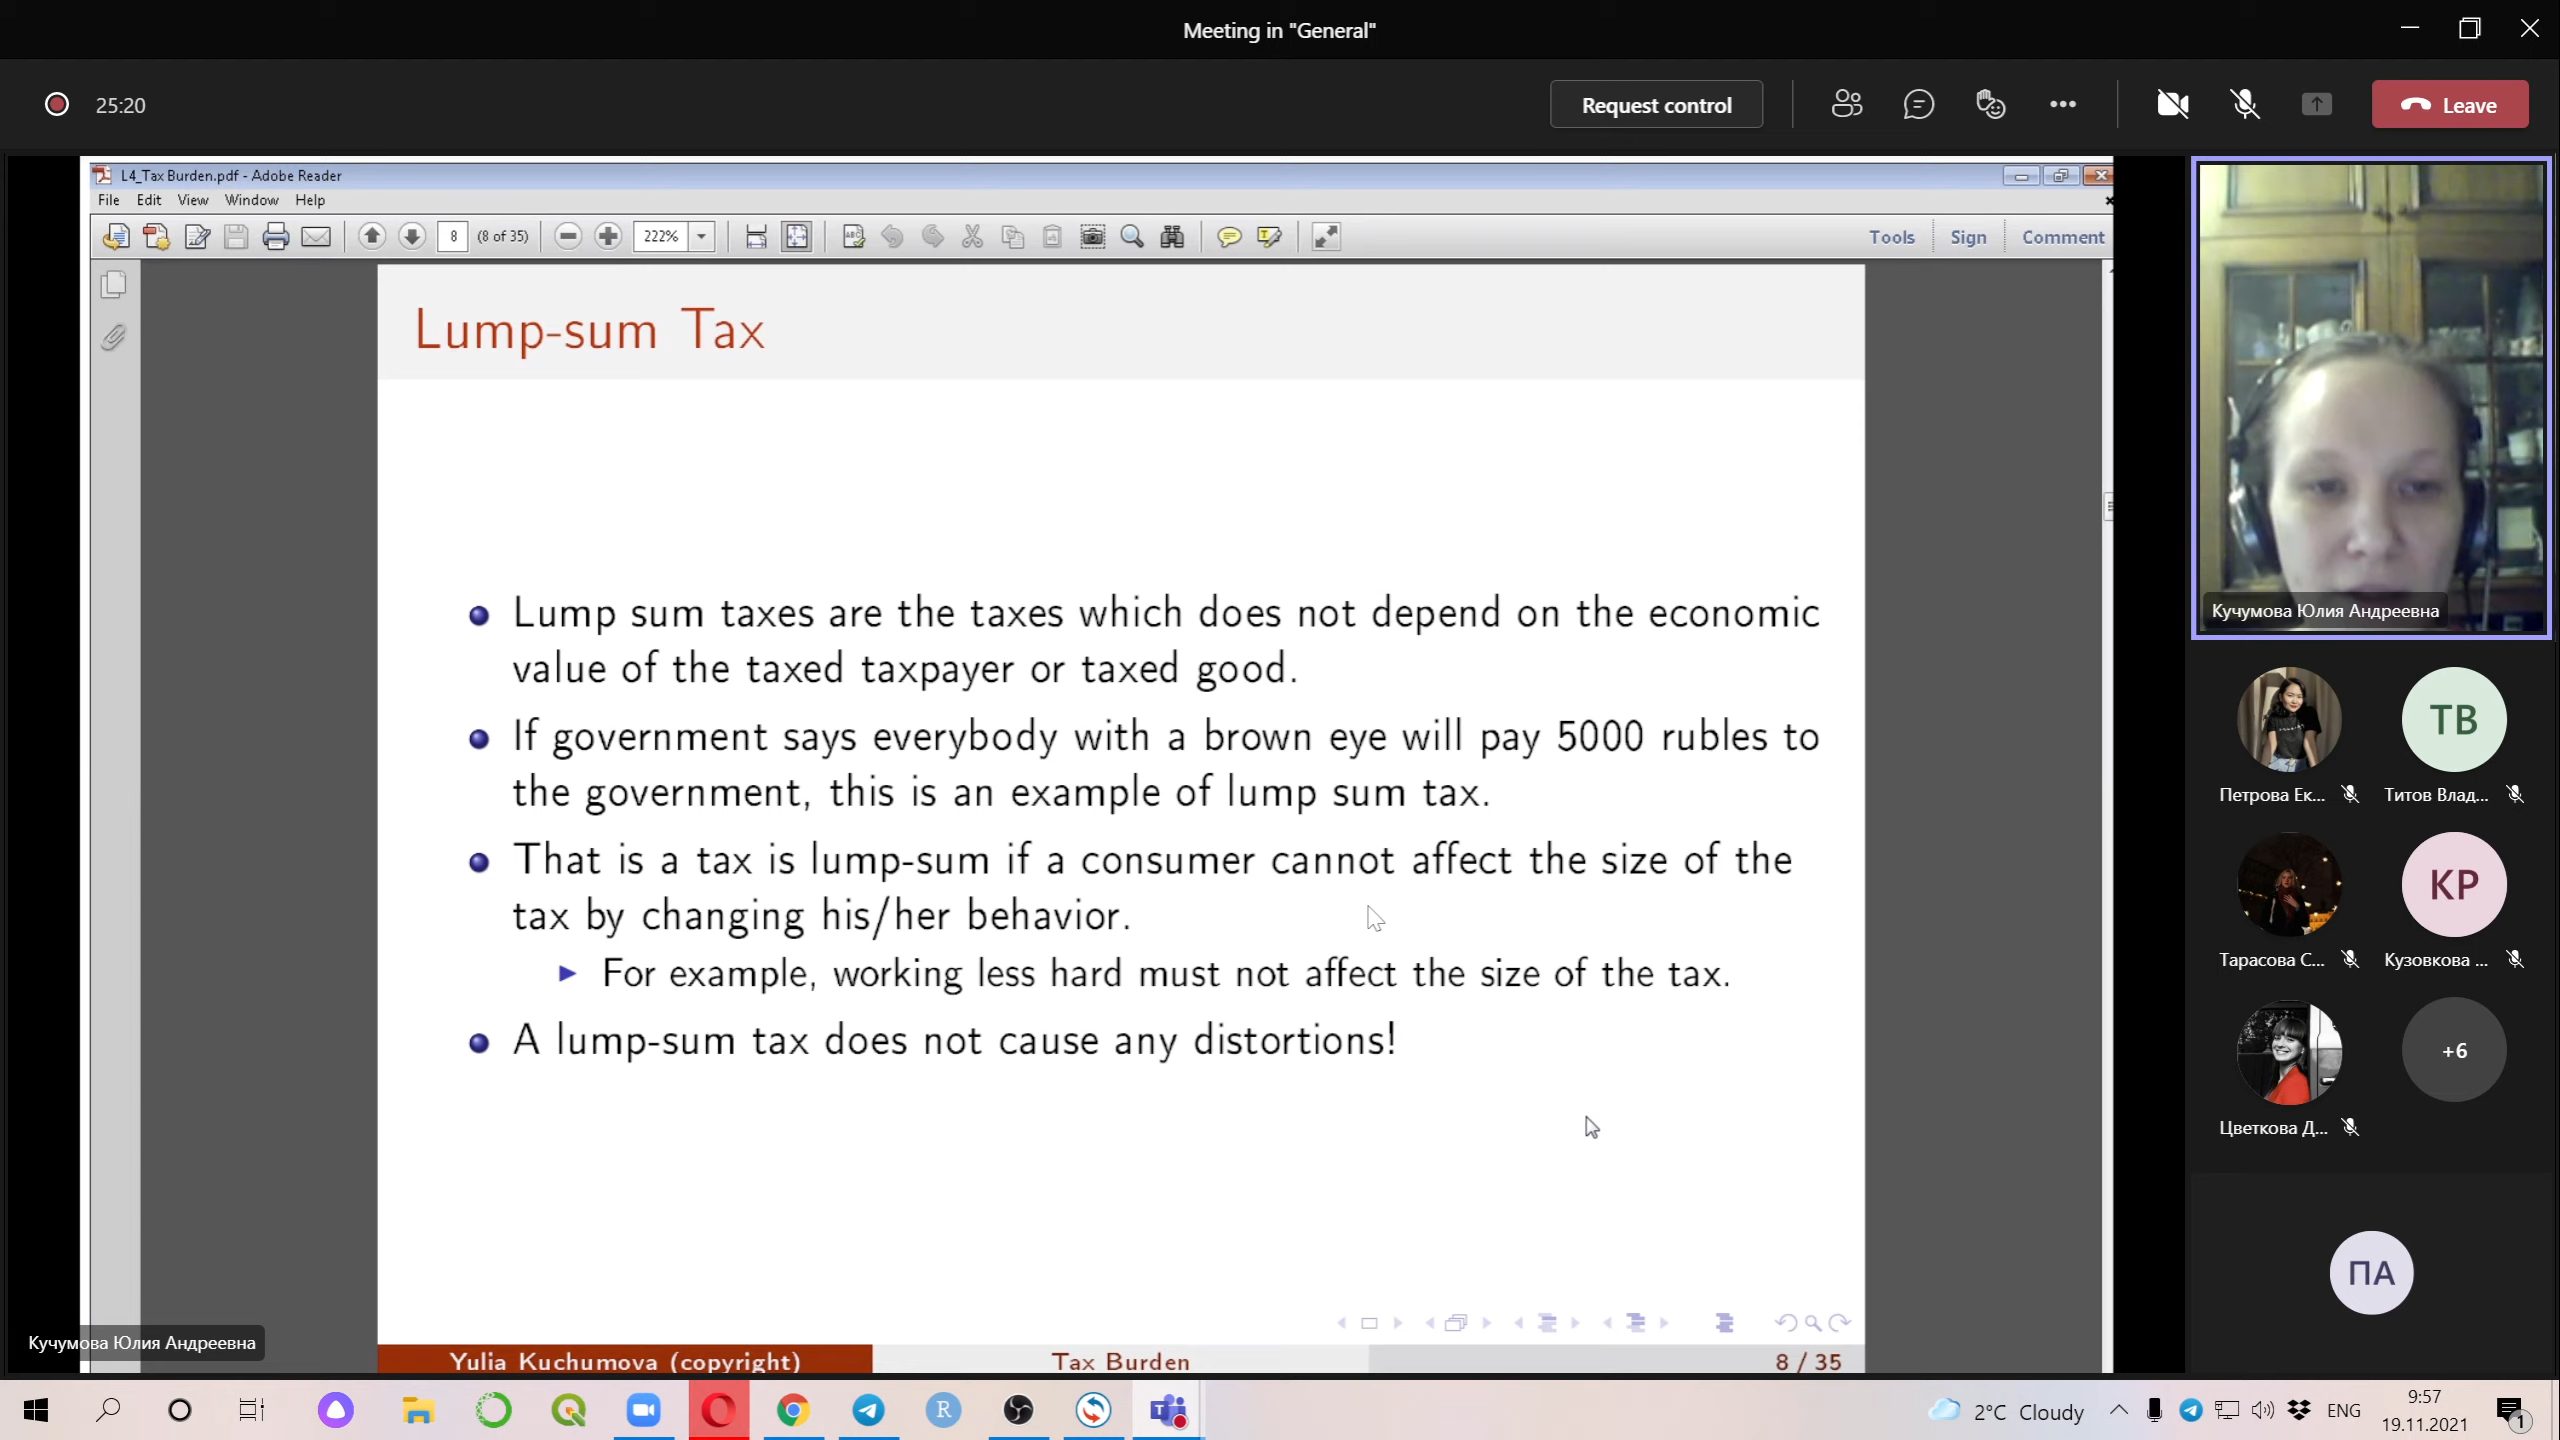 Meeting in "General"
25:20
Request control
Leave
L4_Tax Burden.pdf - Adobe Reader
File Edit View Window Help
8 (8 of 35) 222% Tools Sign Comment
Lump-sum Tax
Lump sum taxes are the taxes which does not depend on the economic
value of the taxed taxpayer or taxed good.
If government says everybody with a brown eye will pay 5000 rubles to
the government, this is an example of lump sum tax.
That is a tax is lump-sum if a consumer cannot affect the size of the
tax by changing his/her behavior.
For example, working less hard must not affect the size of the tax.
A lump-sum tax does not cause any distortions!
Yulia Kuchumova (copyright) Tax Burden 8 / 35
Кучумова Юлия Андреевна
Кучумова Юлия Андреевна
ТВ
Петрова Ек... Титов Влад...
КР
Тарасова С... Кузовкова ...
+6
Цветкова Д...
ПА
2°C Cloudy
ENG
9:57
19.11.2021
1